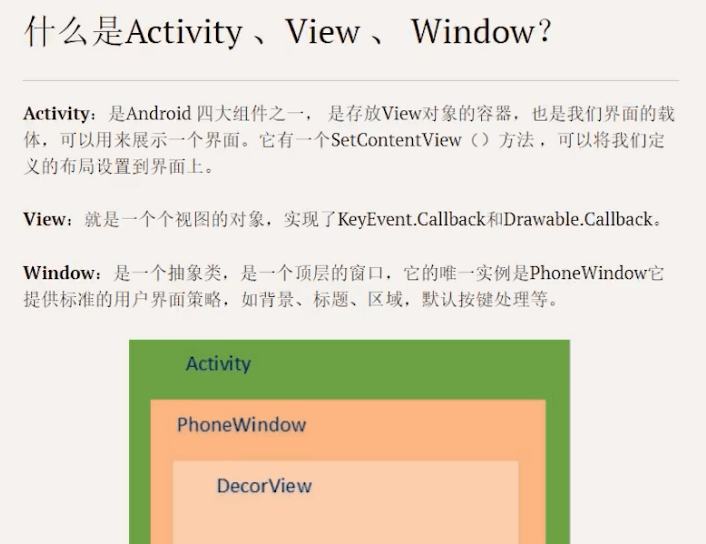 什么是Activity 、View 、 Window？
Activity：是Android 四大组件之一， 是存放View对象的容器，也是我们界面的载
体，可以用来展示一个界面。它有一个SetContentView（）方法 ，可以将我们定
义的布局设置到界面上。
View：就是一个个视图的对象，实现了KeyEvent.Callback和Drawable.Callback。
Window：是一个抽象类，是一个顶层的窗口，它的唯一实例是PhoneWindow它
提供标准的用户界面策略，如背景、标题、区域，默认按键处理等。
Activity
PhoneWindow
DecorView